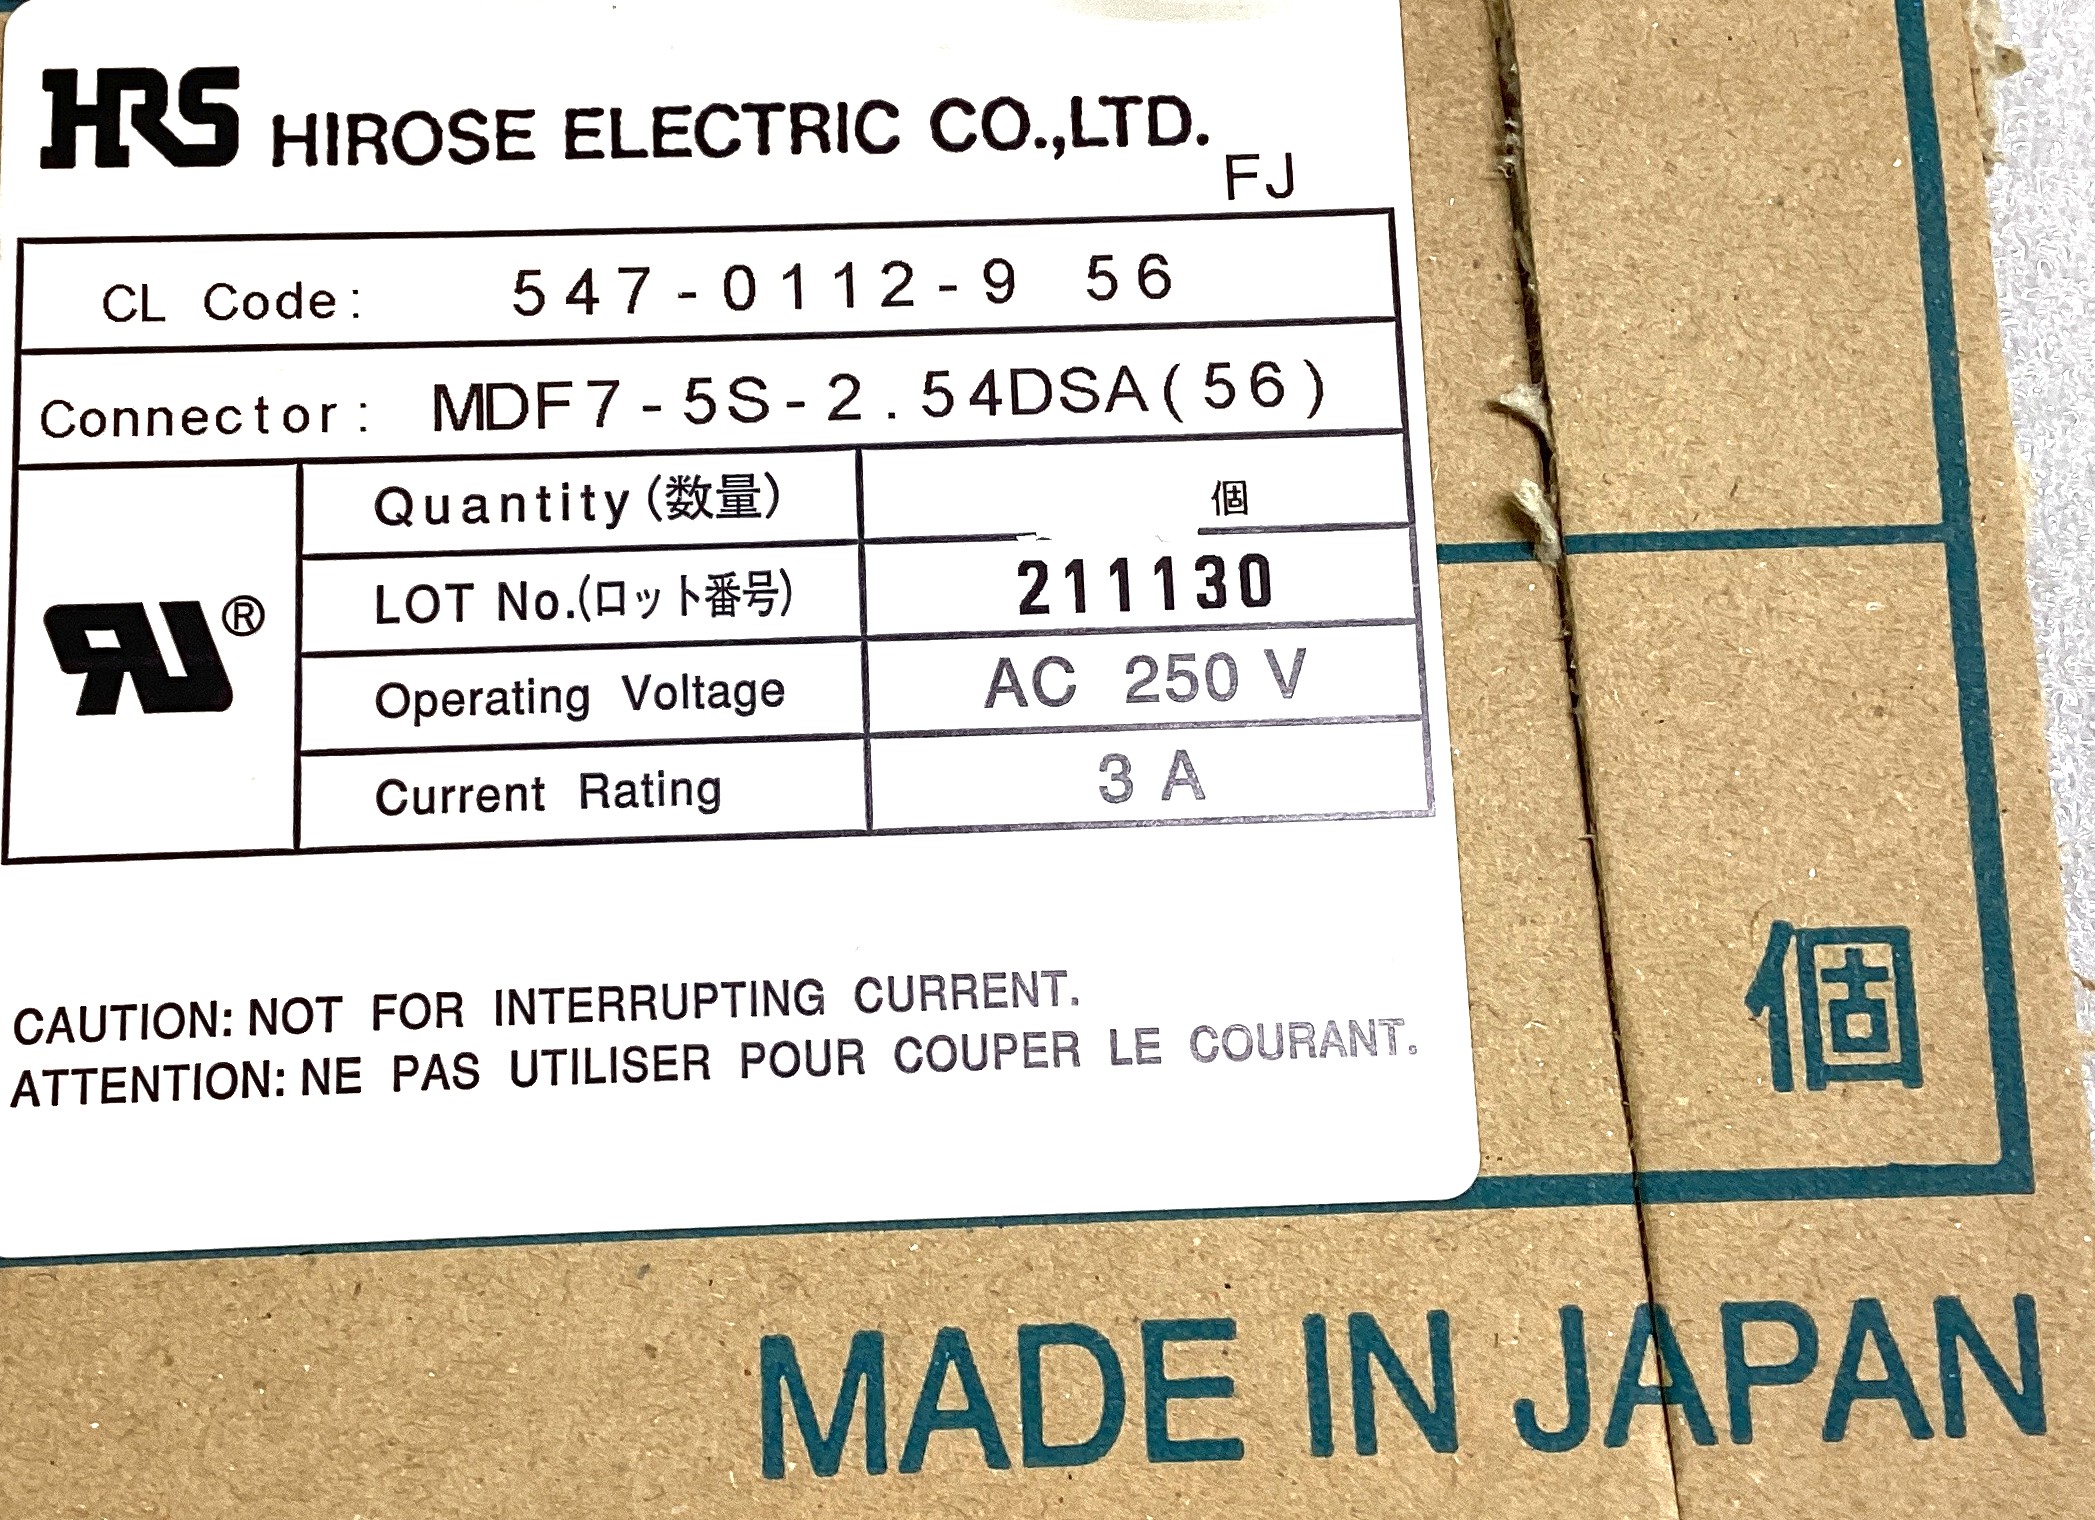 HRS HIROSE ELECTRIC CO.,LTD.
FJ
CL Code: 547-0112-9 56
Connector: MDF7-5S-2.54DSA(56)
Quantity(数量) 個
LOT No.(ロット番号) 211130
Operating Voltage AC 250 V
Current Rating 3 A
RU®
CAUTION: NOT FOR INTERRUPTING CURRENT.
ATTENTION: NE PAS UTILISER POUR COUPER LE COURANT.
個
MADE IN JAPAN